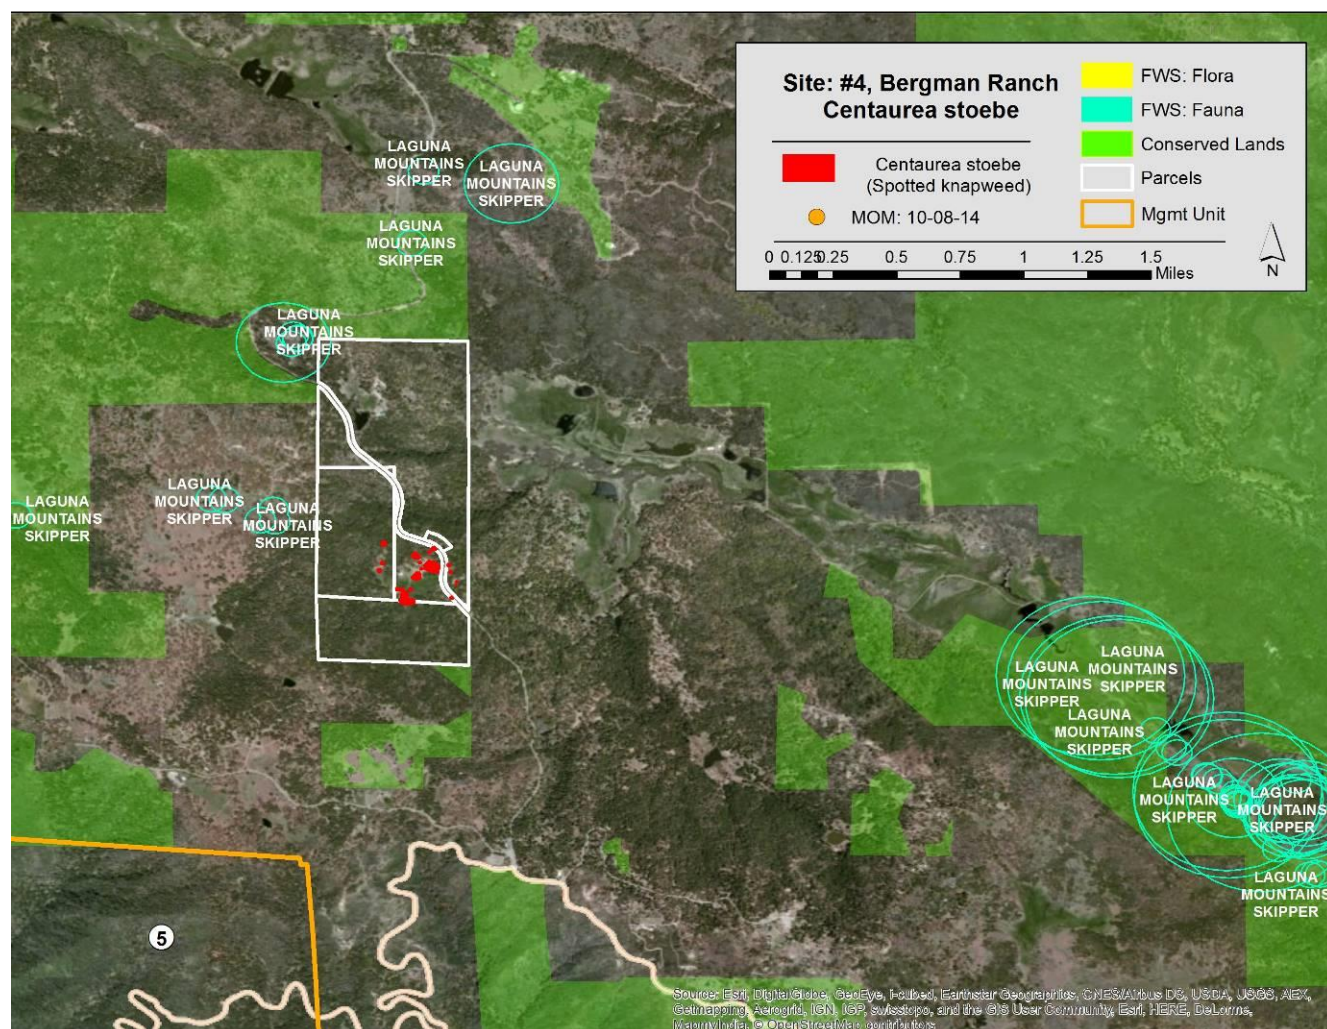 Site: #4, Bergman Ranch
Centaurea stoebe
Centaurea stoebe
(Spotted knapweed)
MOM: 10-08-14
FWS: Flora
FWS: Fauna
Conserved Lands
Parcels
Mgmt Unit
0 0.125 0.25 0.5 0.75 1 1.25 1.5
Miles
N
LAGUNA
MOUNTAINS
SKIPPER
LAGUNA
MOUNTAINS
SKIPPER
LAGUNA
MOUNTAINS
SKIPPER
LAGUNA
MOUNTAINS
SKIPPER
LAGUNA
MOUNTAINS
SKIPPER
LAGUNA
MOUNTAINS
SKIPPER
LAGUNA
MOUNTAINS
SKIPPER
LAGUNA
MOUNTAINS
SKIPPER
LAGUNA
MOUNTAINS
SKIPPER
LAGUNA
MOUNTAINS
SKIPPER
LAGUNA
MOUNTAINS
SKIPPER
LAGUNA
MOUNTAINS
SKIPPER
LAGUNA
MOUNTAINS
SKIPPER
5
Source: Esri, DigitalGlobe, GeoEye, i-cubed, Earthstar Geographics, CNES/Airbus DS, USDA, USGS, AEX,
Getmapping, Aerogrid, IGN, IGP, swisstopo, and the GIS User Community, Esri, HERE, DeLorme,
MapmyIndia, © OpenStreetMap contributors